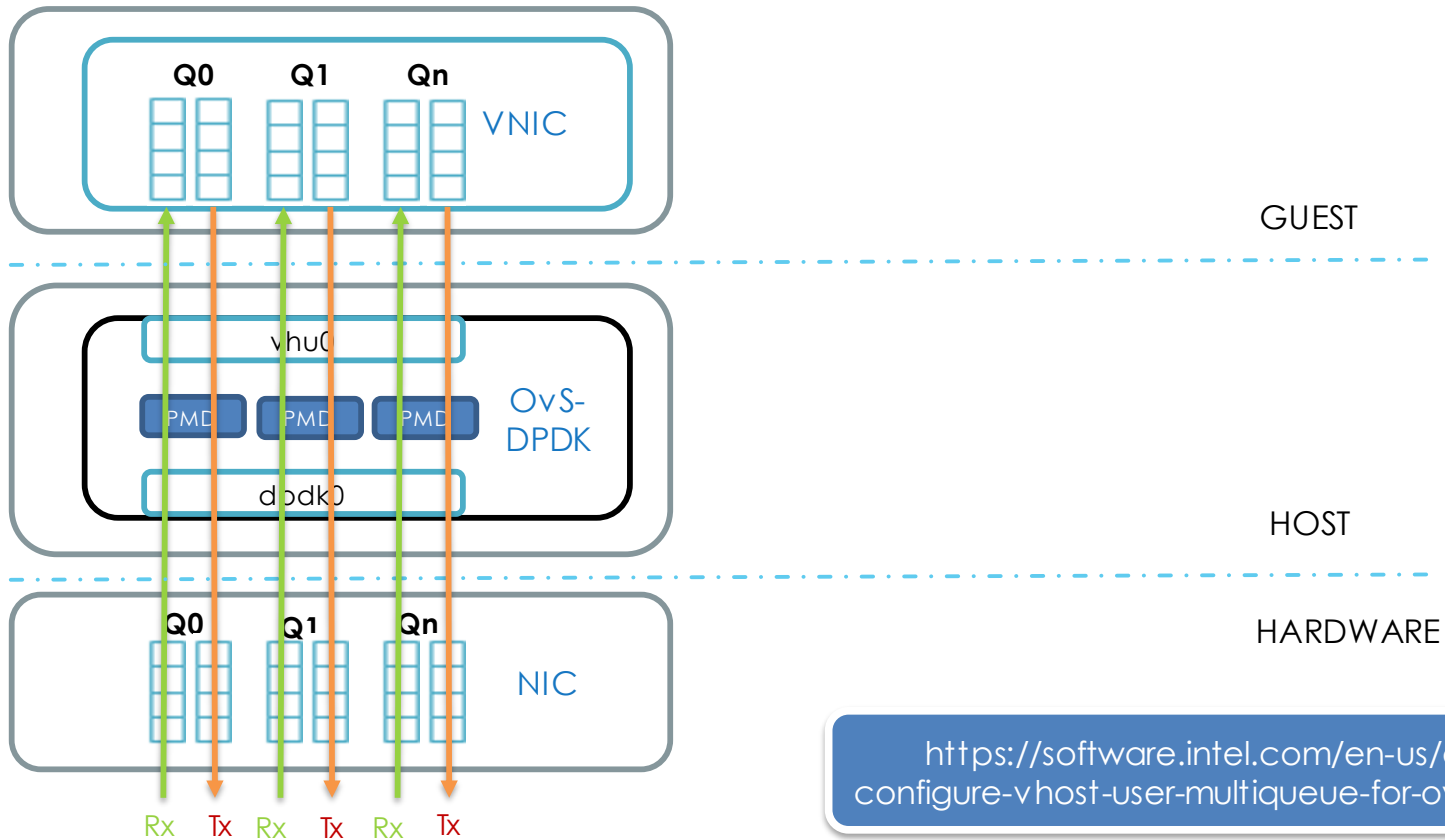 Q0 Q1 Qn
VNIC
GUEST
vhu0
PMD PMD PMD
OvS-
DPDK
dpdk0
HOST
Q0 Q1 Qn
HARDWARE
NIC
https://software.intel.com/en-us/
configure-vhost-user-multiqueue-for-ov
Rx Tx Rx Tx Rx Tx